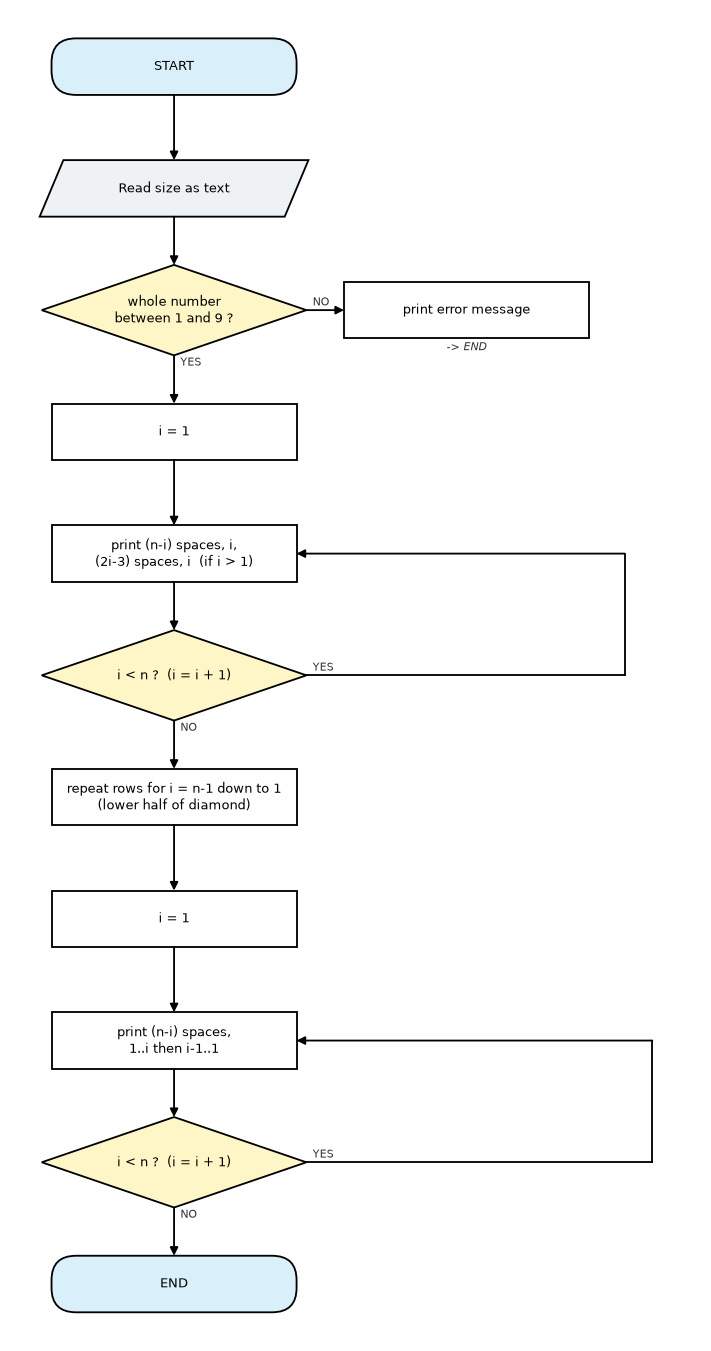 START
Read size as text
whole number
between 1 and 9 ?
NO
print error message
-> END
YES
i = 1
print (n-i) spaces, i,
(2i-3) spaces, i  (if i > 1)
i < n ?  (i = i + 1)
YES
NO
repeat rows for i = n-1 down to 1
(lower half of diamond)
i = 1
print (n-i) spaces,
1..i then i-1..1
i < n ?  (i = i + 1)
YES
NO
END